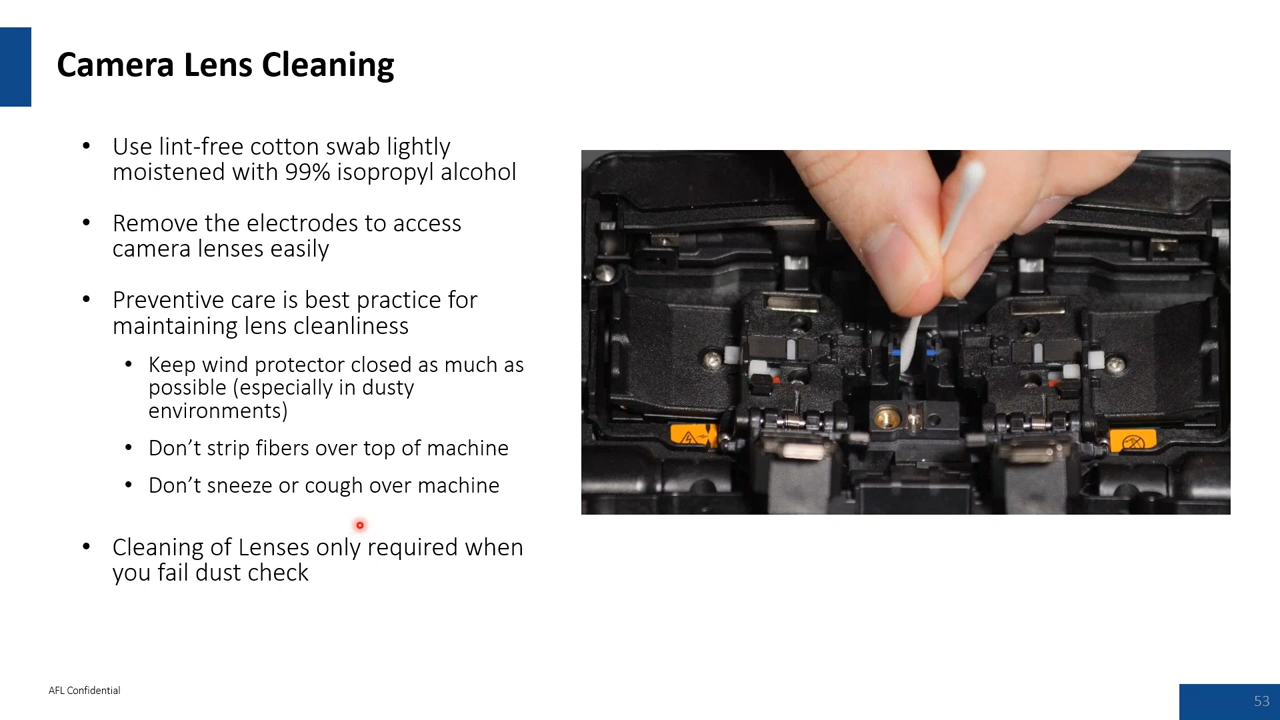 Camera Lens Cleaning
• Use lint-free cotton swab lightly
moistened with 99% isopropyl alcohol
• Remove the electrodes to access
camera lenses easily
• Preventive care is best practice for
maintaining lens cleanliness
• Keep wind protector closed as much as
possible (especially in dusty
environments)
• Don’t strip fibers over top of machine
• Don’t sneeze or cough over machine
• Cleaning of Lenses only required when
you fail dust check
AFL Confidential
53